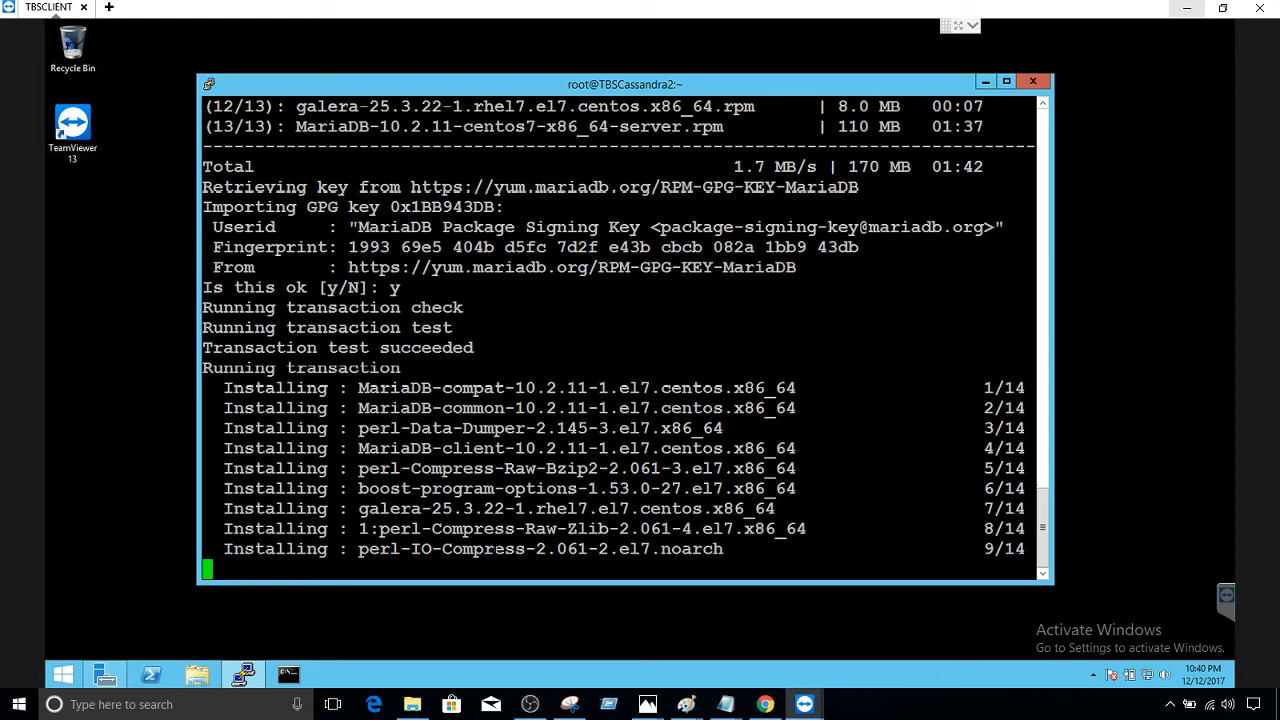 TBSCLIENT
Recycle Bin
TeamViewer
13
root@TBSCassandra2:~
(12/13): galera-25.3.22-1.rhel7.el7.centos.x86_64.rpm | 8.0 MB 00:07
(13/13): MariaDB-10.2.11-centos7-x86_64-server.rpm | 110 MB 01:37
--------------------------------------------------------------------------------
Total 1.7 MB/s | 170 MB 01:42
Retrieving key from https://yum.mariadb.org/RPM-GPG-KEY-MariaDB
Importing GPG key 0x1BB943DB:
Userid : "MariaDB Package Signing Key <package-signing-key@mariadb.org>"
Fingerprint: 1993 69e5 404b d5fc 7d2f e43b cbcb 082a 1bb9 43db
From : https://yum.mariadb.org/RPM-GPG-KEY-MariaDB
Is this ok [y/N]: y
Running transaction check
Running transaction test
Transaction test succeeded
Running transaction
Installing : MariaDB-compat-10.2.11-1.el7.centos.x86_64 1/14
Installing : MariaDB-common-10.2.11-1.el7.centos.x86_64 2/14
Installing : perl-Data-Dumper-2.145-3.el7.x86_64 3/14
Installing : MariaDB-client-10.2.11-1.el7.centos.x86_64 4/14
Installing : perl-Compress-Raw-Bzip2-2.061-3.el7.x86_64 5/14
Installing : boost-program-options-1.53.0-27.el7.x86_64 6/14
Installing : galera-25.3.22-1.rhel7.el7.centos.x86_64 7/14
Installing : 1:perl-Compress-Raw-Zlib-2.061-4.el7.x86_64 8/14
Installing : perl-IO-Compress-2.061-2.el7.noarch 9/14
Activate Windows
Go to Settings to activate Windows.
10:40 PM
12/12/2017
Type here to search